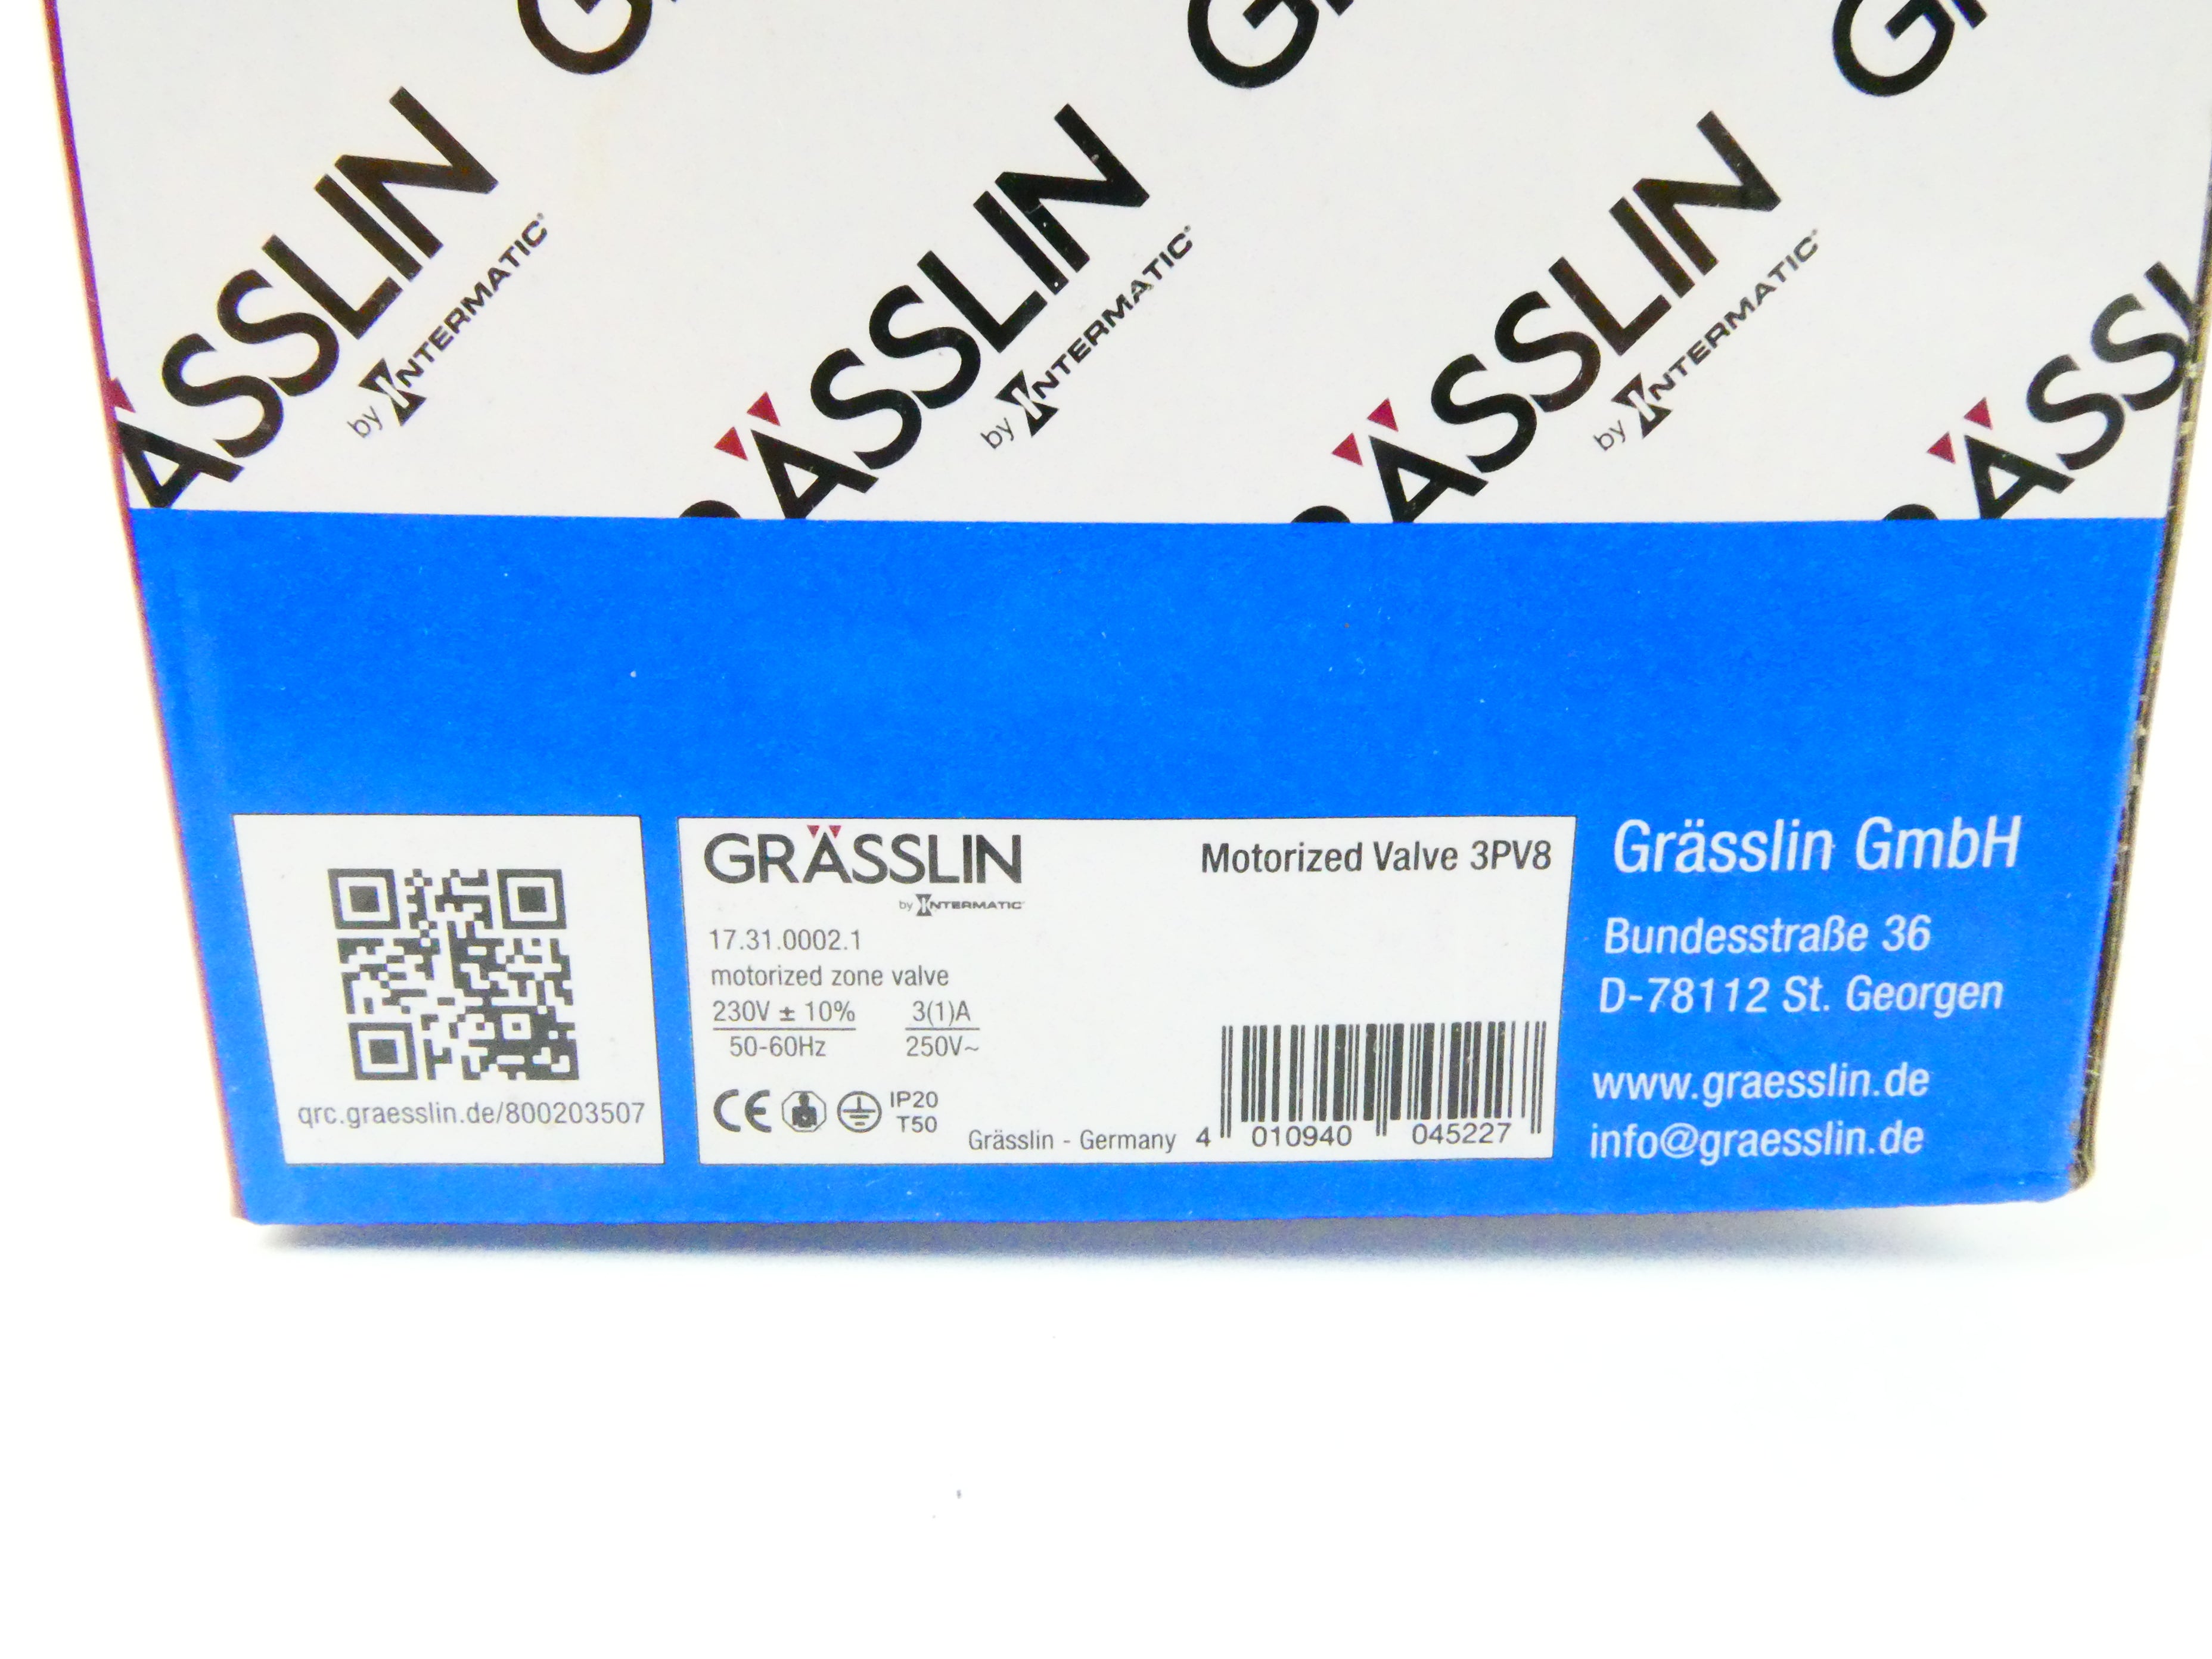 GRÄSSLIN
by INTERMATIC
GRÄSSLIN
by INTERMATIC
GRÄSSLIN
by INTERMATIC
GRÄSSLIN
by INTERMATIC
Motorized Valve 3PV8
17.31.0002.1
motorized zone valve
230V ± 10% 3(1)A
50-60Hz 250V~
CE IP20
T50
Grässlin - Germany
4 010940 045227
qrc.graesslin.de/800203507
Grässlin GmbH
Bundesstraße 36
D-78112 St. Georgen
www.graesslin.de
info@graesslin.de